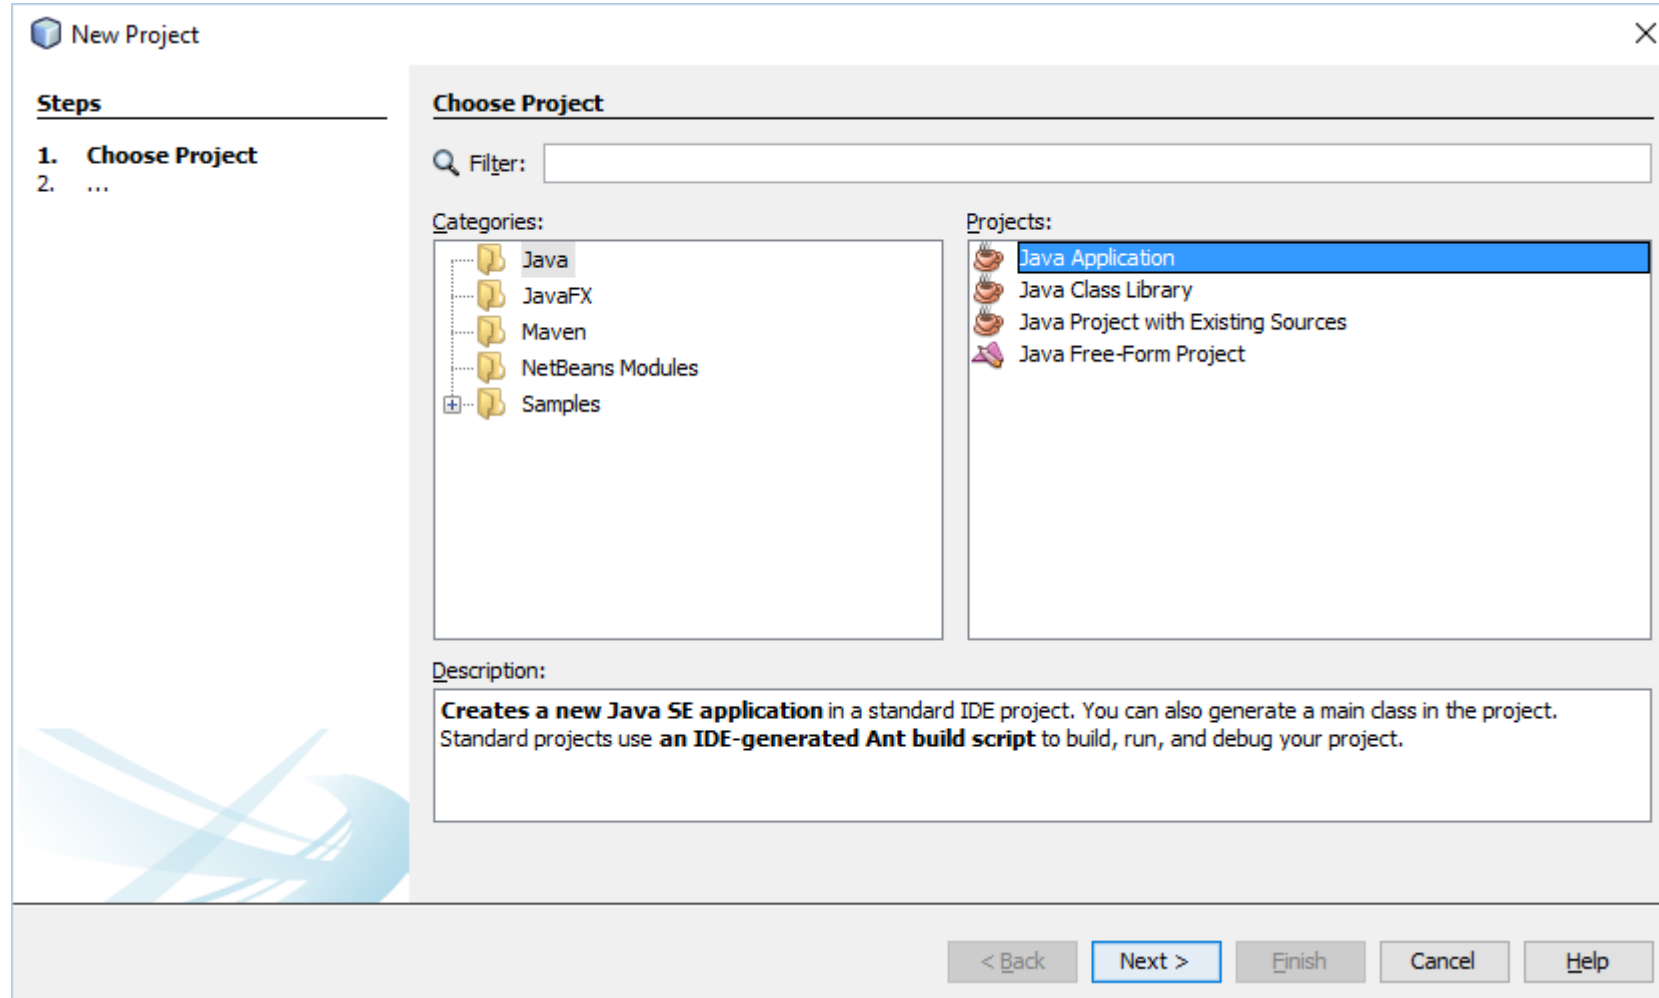 New Project
Steps
1. Choose Project
2. ...
Choose Project
Filter:
Categories:
Java
JavaFX
Maven
NetBeans Modules
Samples
Projects:
Java Application
Java Class Library
Java Project with Existing Sources
Java Free-Form Project
Description:
Creates a new Java SE application in a standard IDE project. You can also generate a main class in the project.
Standard projects use an IDE-generated Ant build script to build, run, and debug your project.
< Back Next > Finish Cancel Help